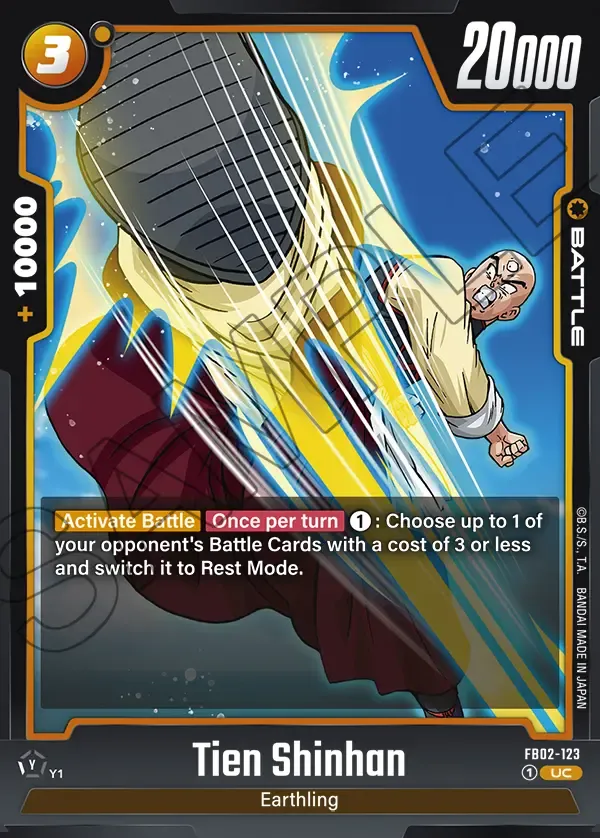 3
20000
+ 10000
BATTLE
SAMPLE
Activate Battle Once per turn 1 : Choose up to 1 of
your opponent's Battle Cards with a cost of 3 or less
and switch it to Rest Mode.
©B.S./S., T.A. BANDAI MADE IN JAPAN
Tien Shinhan
FB02-123
Y Y1
1 UC
Earthling